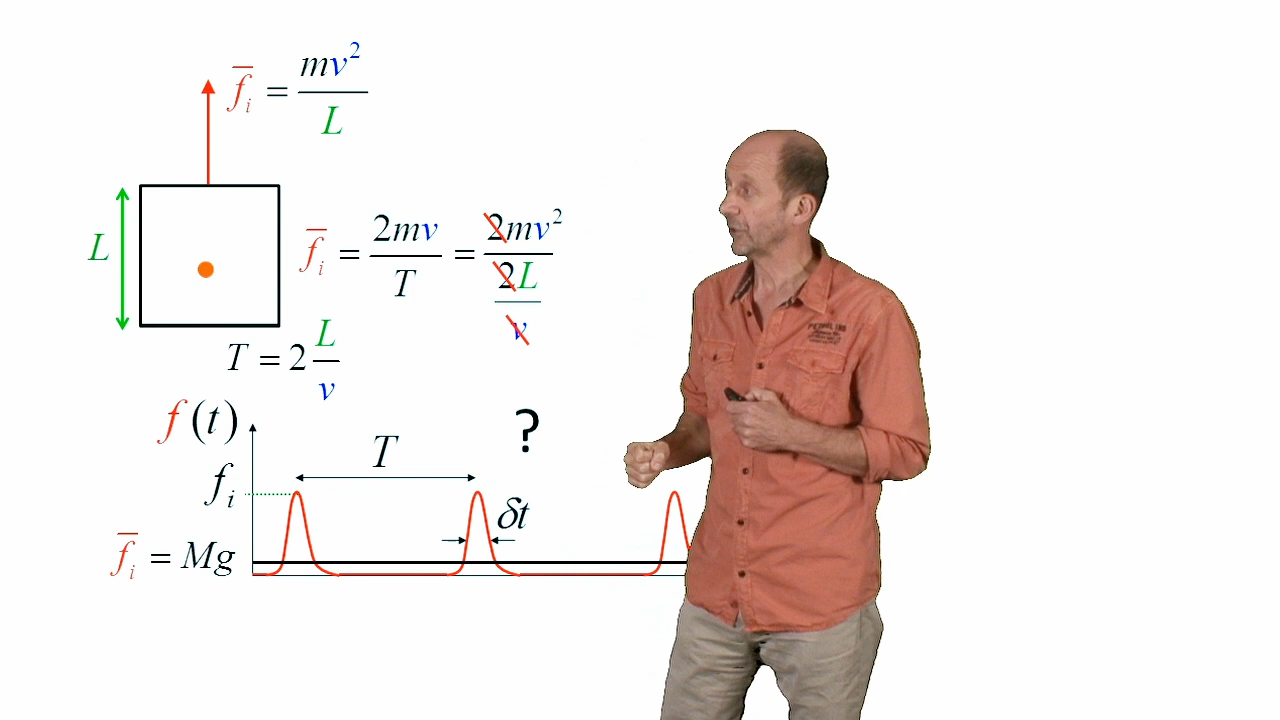 f̄ᵢ = mv² / L
L
f̄ᵢ = 2mv / T = 2mv² / (2L / v)
T = 2 L / v
f (t)
T
?
fᵢ
δt
f̄ᵢ = Mg